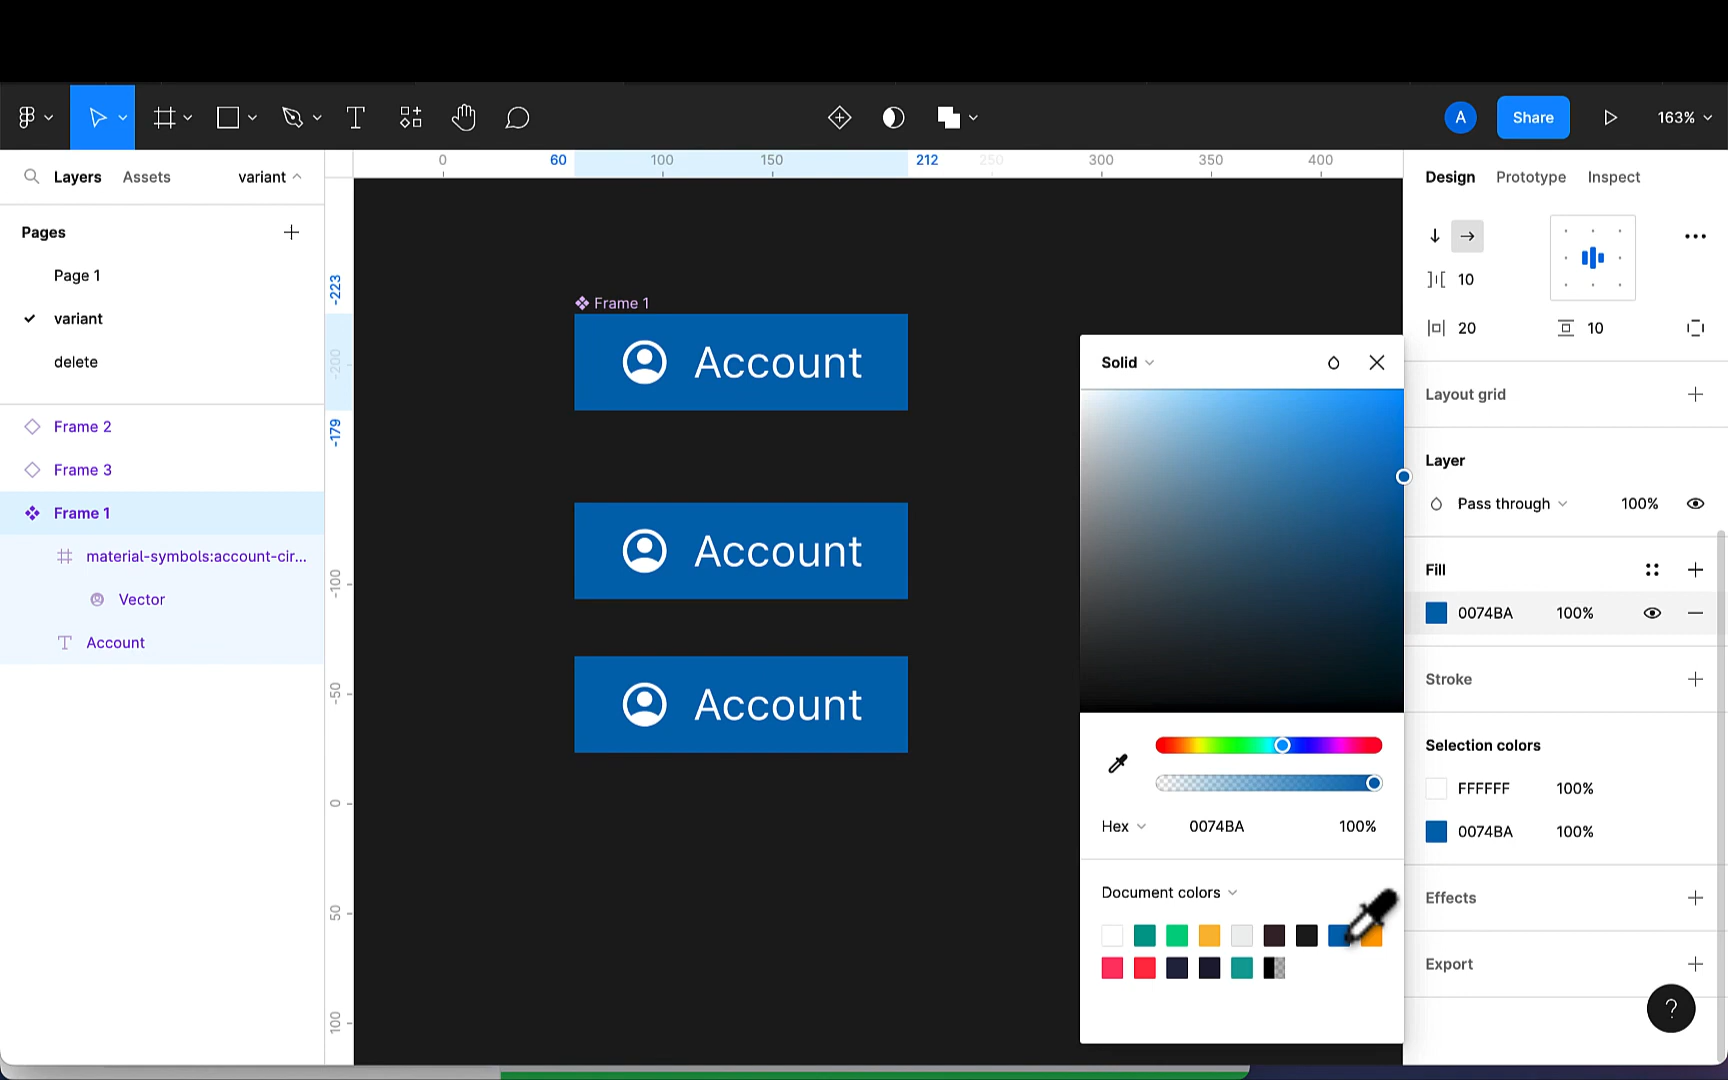 A
Share
163%
Layers
Assets
variant
Pages
Page 1
variant
delete
Frame 2
Frame 3
Frame 1
material-symbols:account-cir...
Vector
Account
0
60
100
150
212
250
300
350
400
-223
-200
-179
-100
-50
0
50
100
Frame 1
Account
Account
Account
Solid
Hex
0074BA
100%
Document colors
Design
Prototype
Inspect
10
20
10
Layout grid
Layer
Pass through
100%
Fill
0074BA
100%
Stroke
Selection colors
FFFFFF
100%
0074BA
100%
Effects
Export
?